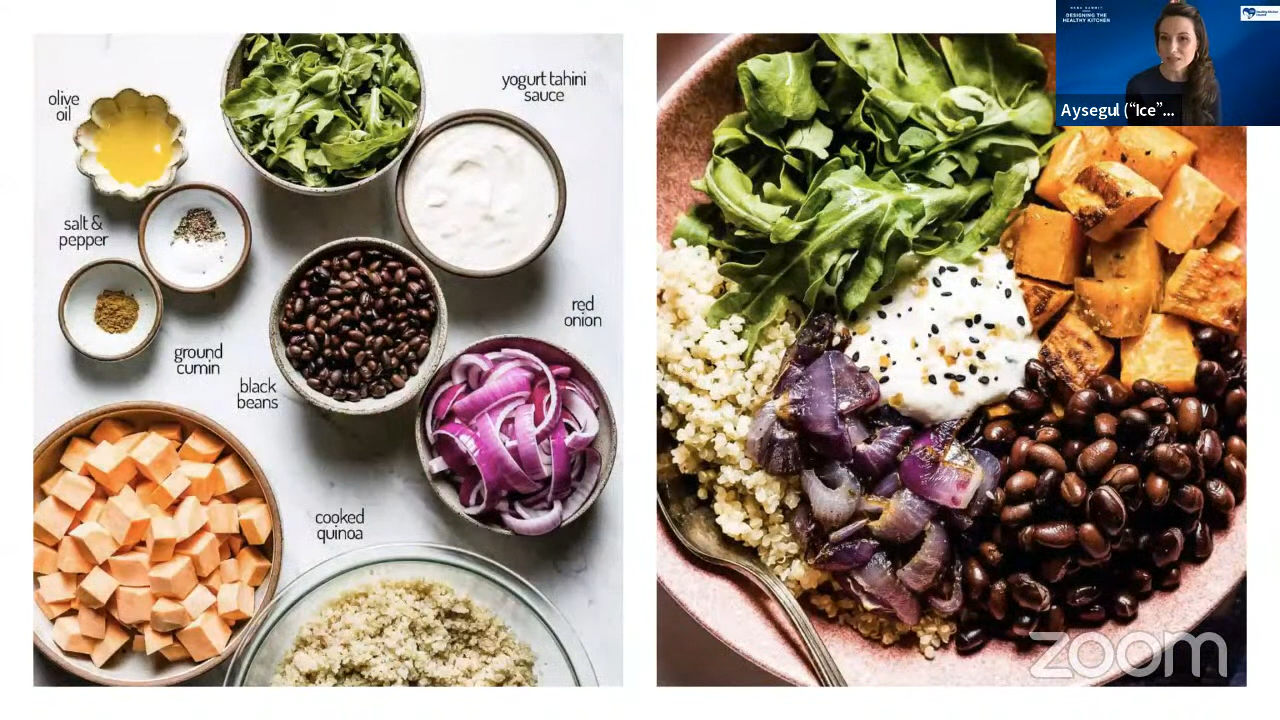 olive
oil
yogurt tahini
sauce
salt &
pepper
ground
cumin
black
beans
red
onion
cooked
quinoa
DESIGNING THE
HEALTHY KITCHEN
Aysegul (“Ice”...
zoom